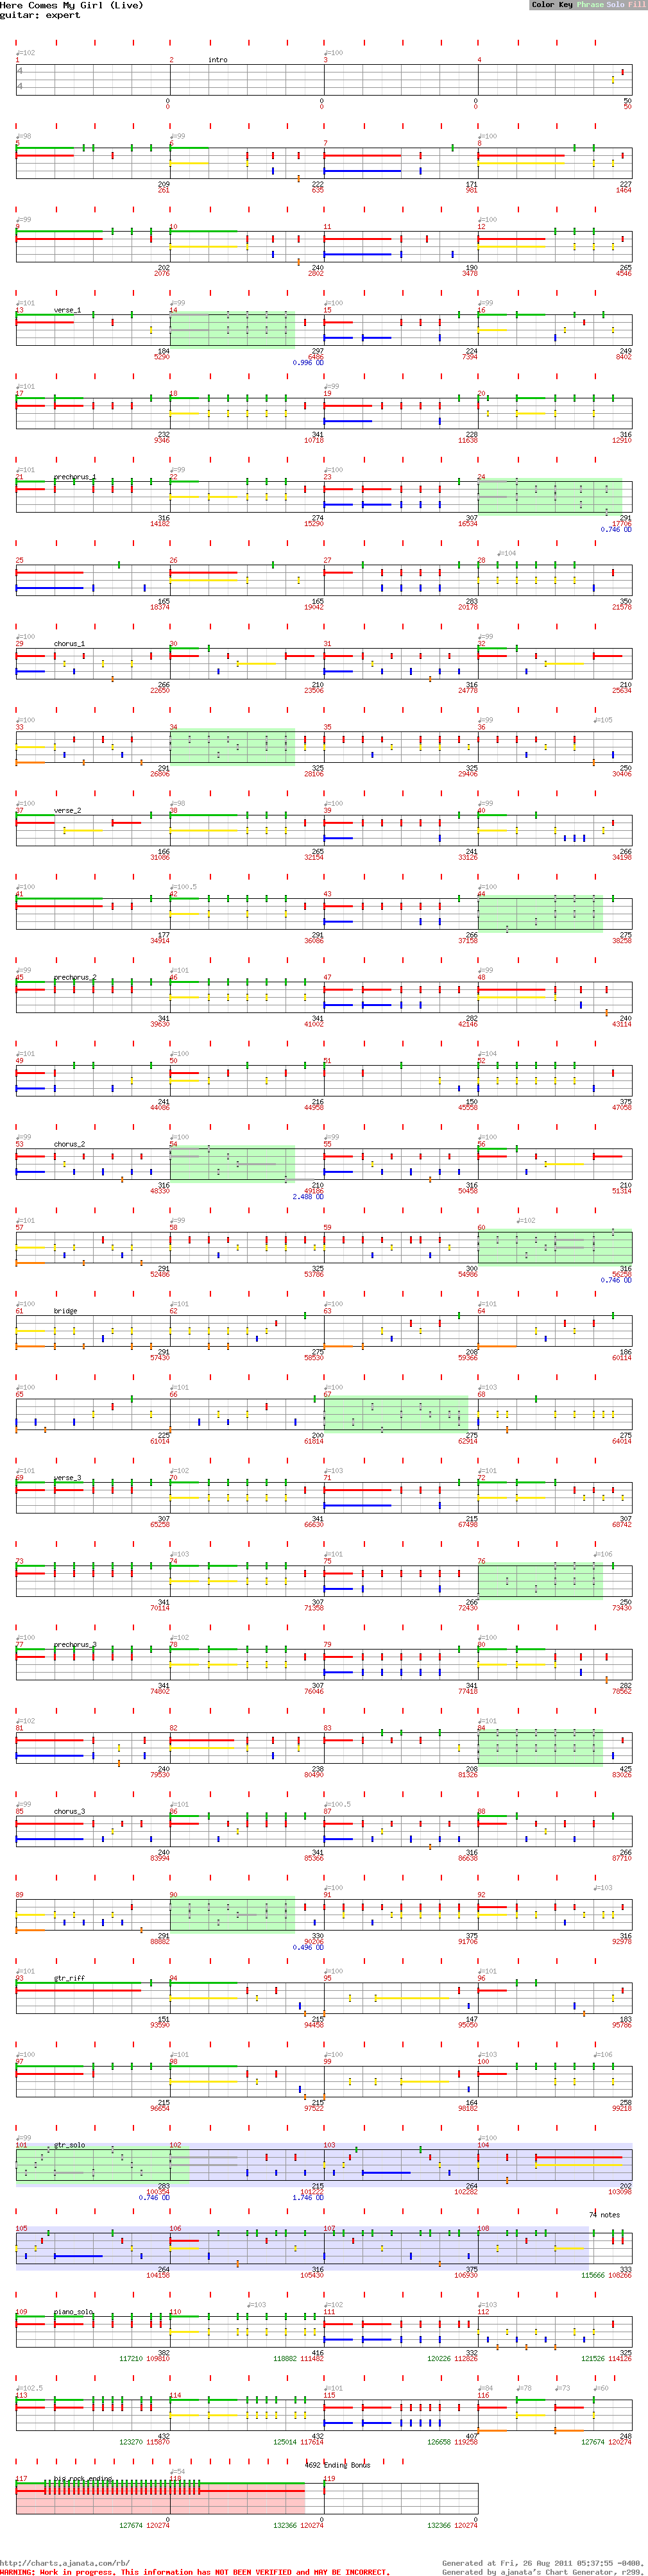 Here Comes My Girl (Live)
Color Key Phrase Solo Fill
guitar: expert
♩=102 ♩=100
1 2 intro 3 4
0 0 0 50
0 0 0 50
♩=98 ♩=99 ♩=100
5 6 7 8
209 222 171 227
261 635 981 1464
♩=99 ♩=100
9 10 11 12
202 240 190 265
2076 2802 3478 4546
♩=101 ♩=99 ♩=100
13 verse_1 14 15 16
184 297 224 249
5290 6486 7394 8402
0.996 OD
♩=101 ♩=99
17 18 19 20
232 341 228 316
9346 10718 11638 12910
♩=101 ♩=99 ♩=100
21 prechorus_1 22 23 24
316 274 307 291
14182 15290 16534 17706
0.746 OD
♩=104
25 26 27 28
165 165 283 350
18374 19042 20178 21578
♩=100 ♩=99
29 chorus_1 30 31 32
266 210 316 210
22650 23506 24778 25634
♩=100 ♩=99 ♩=105
33 34 35 36
291 325 325 250
26806 28106 29406 30406
♩=100 ♩=98 ♩=100 ♩=99
37 verse_2 38 39 40
166 265 241 266
31086 32154 33126 34198
♩=100 ♩=100.5 ♩=100
41 42 43 44
177 291 266 275
34914 36086 37158 38258
♩=99 ♩=101 ♩=99
45 prechorus_2 46 47 48
341 341 282 240
39630 41002 42146 43114
♩=101 ♩=100 ♩=104
49 50 51 52
241 216 150 375
44086 44958 45558 47058
♩=99 ♩=100 ♩=99 ♩=100
53 chorus_2 54 55 56
316 210 316 210
48330 49186 50458 51314
2.488 OD
♩=101 ♩=99 ♩=102
57 58 59 60
291 325 300 316
52486 53786 54986 56258
0.746 OD
♩=100 ♩=101 ♩=100 ♩=101
61 bridge 62 63 64
291 275 208 186
57430 58530 59366 60114
♩=100 ♩=101 ♩=100 ♩=103
65 66 67 68
225 200 275 275
61014 61814 62914 64014
♩=101 ♩=102 ♩=103 ♩=101
69 verse_3 70 71 72
307 341 217 307
65258 66630 67498 68742
♩=103 ♩=101 ♩=106
73 74 75 76
341 307 266 250
70114 71358 72430 73430
♩=100 ♩=102 ♩=100
77 prechorus_3 78 79 80
341 307 341 282
74802 76046 77418 78562
♩=102 ♩=101
81 82 83 84
240 238 208 425
79530 80490 81326 83026
♩=99 ♩=101 ♩=100.5
85 chorus_3 86 87 88
240 341 316 266
83994 85366 86638 87710
♩=100 ♩=103
89 90 91 92
291 330 375 316
88882 90206 91706 92978
0.496 OD
♩=101 ♩=100 ♩=101
93 gtr_riff 94 95 96
151 215 147 183
93590 94458 95050 95786
♩=100 ♩=101 ♩=100 ♩=103 ♩=106
97 98 99 100
215 215 164 258
96654 97522 98182 99218
♩=99 ♩=100
101 gtr_solo 102 103 104
283 215 264 202
100354 101222 102282 103098
0.746 OD 1.746 OD
74 notes
105 106 107 108
264 316 375 333
104158 105430 106930 115666 108266
♩=103 ♩=102 ♩=103
109 piano_solo 110 111 112
382 416 332 325
117210 109810 118882 111482 120226 112826 121526 114126
♩=102.5 ♩=101 ♩=84 ♩=78 ♩=73 ♩=60
113 114 115 116
432 432 407 248
123270 115870 125014 117614 126658 119258 127674 120274
4692 Ending Bonus
♩=54
117 big_rock_ending 118 119
0 0 0
127674 120274 132366 120274 132366 120274
http://charts.ajanata.com/rb/
Generated at Fri, 26 Aug 2011 05:37:55 -0400.
WARNING: Work in progress. This information has NOT BEEN VERIFIED and MAY BE INCORRECT.
Generated by ajanata's Chart Generator, r299.